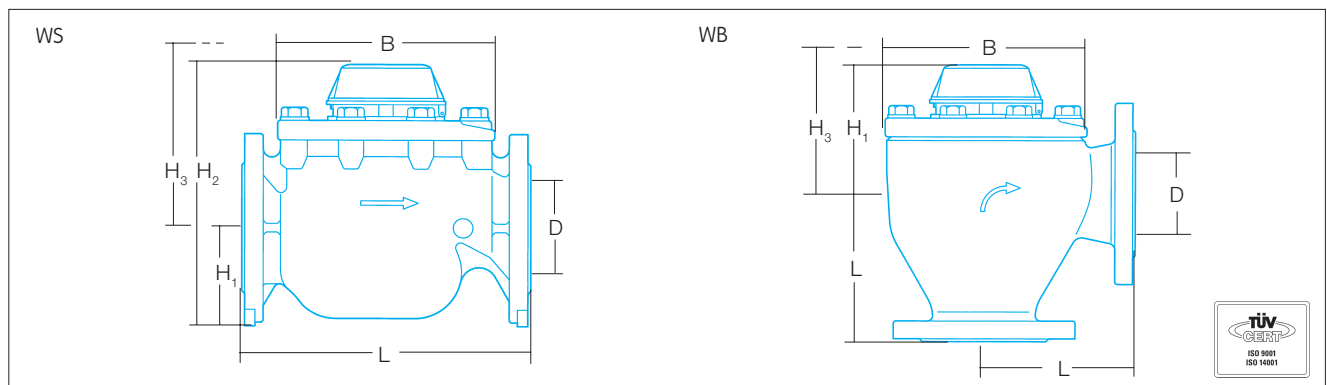 WS
B
H₃
H₂
H₁
D
L
WB
B
H₃
H₁
D
L
L
TÜV
CERT
ISO 9001
ISO 14001